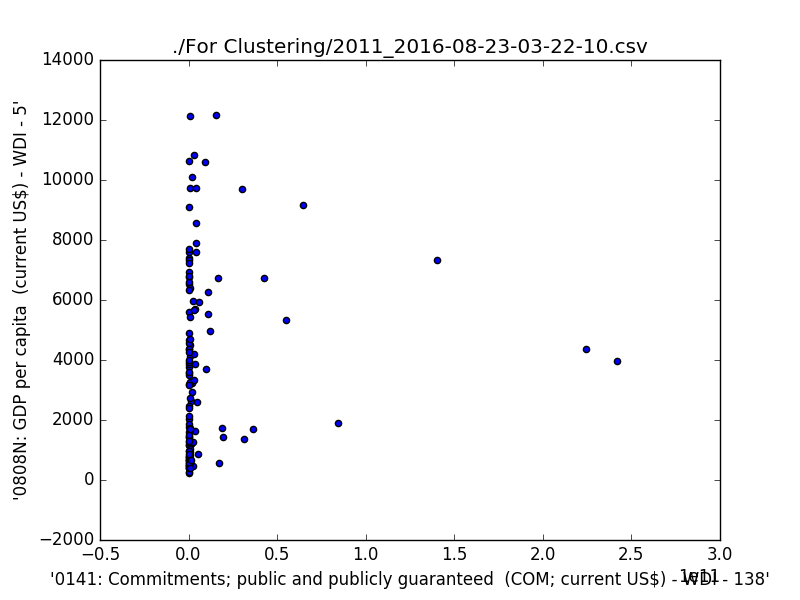 ./For Clustering/2011_2016-08-23-03-22-10.csv
14000
12000
10000
8000
6000
4000
2000
0
−2000
'0808N: GDP per capita  (current US$) - WDI - 5'
−0.5 0.0 0.5 1.0 1.5 2.0 2.5 3.0
1e11
'0141: Commitments; public and publicly guaranteed  (COM; current US$) - WDI - 138'